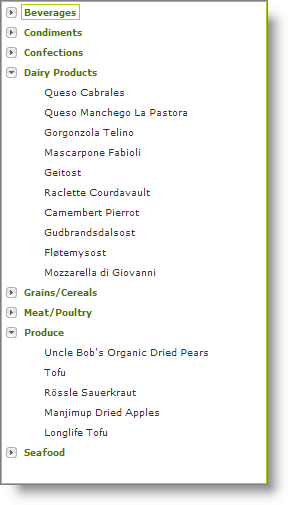 Beverages
Condiments
Confections
Dairy Products
Queso Cabrales
Queso Manchego La Pastora
Gorgonzola Telino
Mascarpone Fabioli
Geitost
Raclette Courdavault
Camembert Pierrot
Gudbrandsdalsost
Fløtemysost
Mozzarella di Giovanni
Grains/Cereals
Meat/Poultry
Produce
Uncle Bob's Organic Dried Pears
Tofu
Rössle Sauerkraut
Manjimup Dried Apples
Longlife Tofu
Seafood